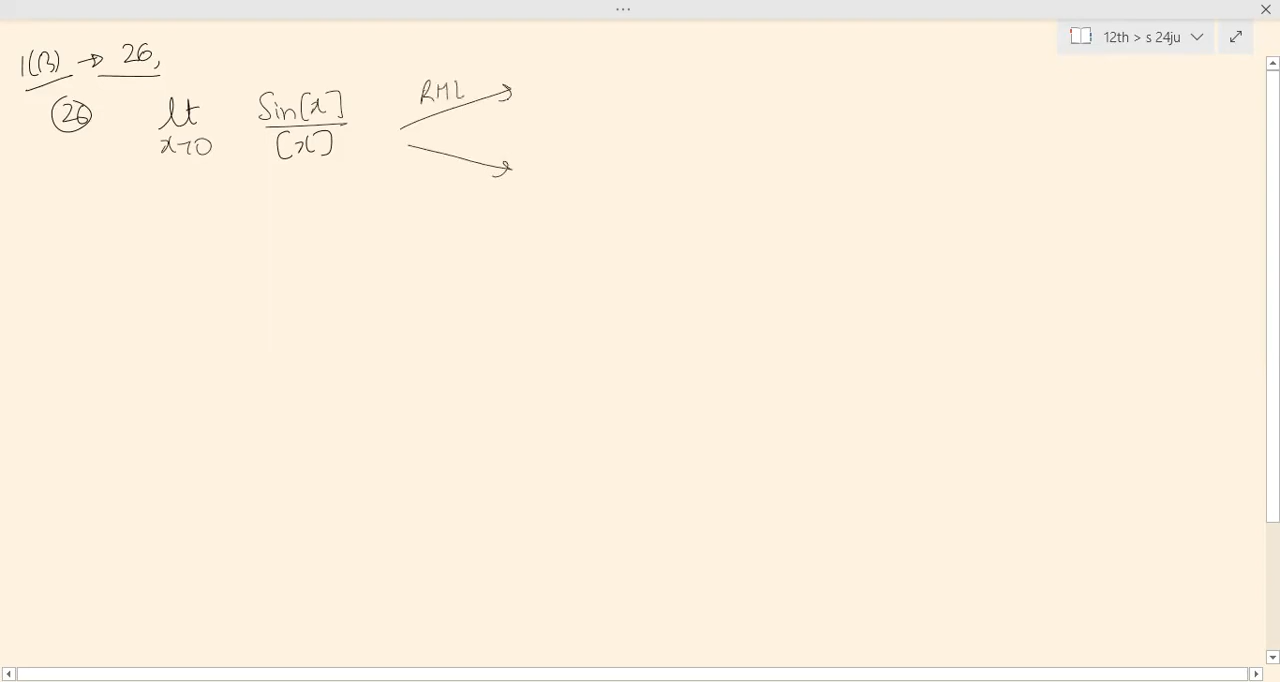 ...
12th > s 24ju
1(B) → 26,
26 lt x→0 Sin[x] / [x] RHL